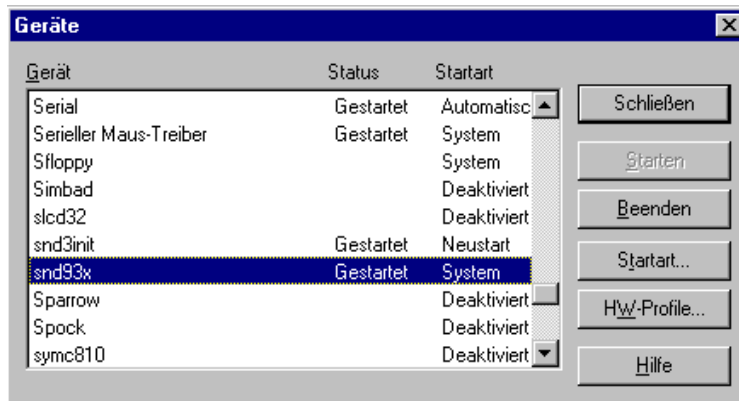 Geräte
Gerät Status Startart
Serial Gestartet Automatisc
Serieller Maus-Treiber Gestartet System
Sfloppy System
Simbad Deaktiviert
slcd32 Deaktiviert
snd3init Gestartet Neustart
snd93x Gestartet System
Sparrow Deaktiviert
Spock Deaktiviert
symc810 Deaktiviert
Schließen
Starten
Beenden
Startart...
HW-Profile...
Hilfe